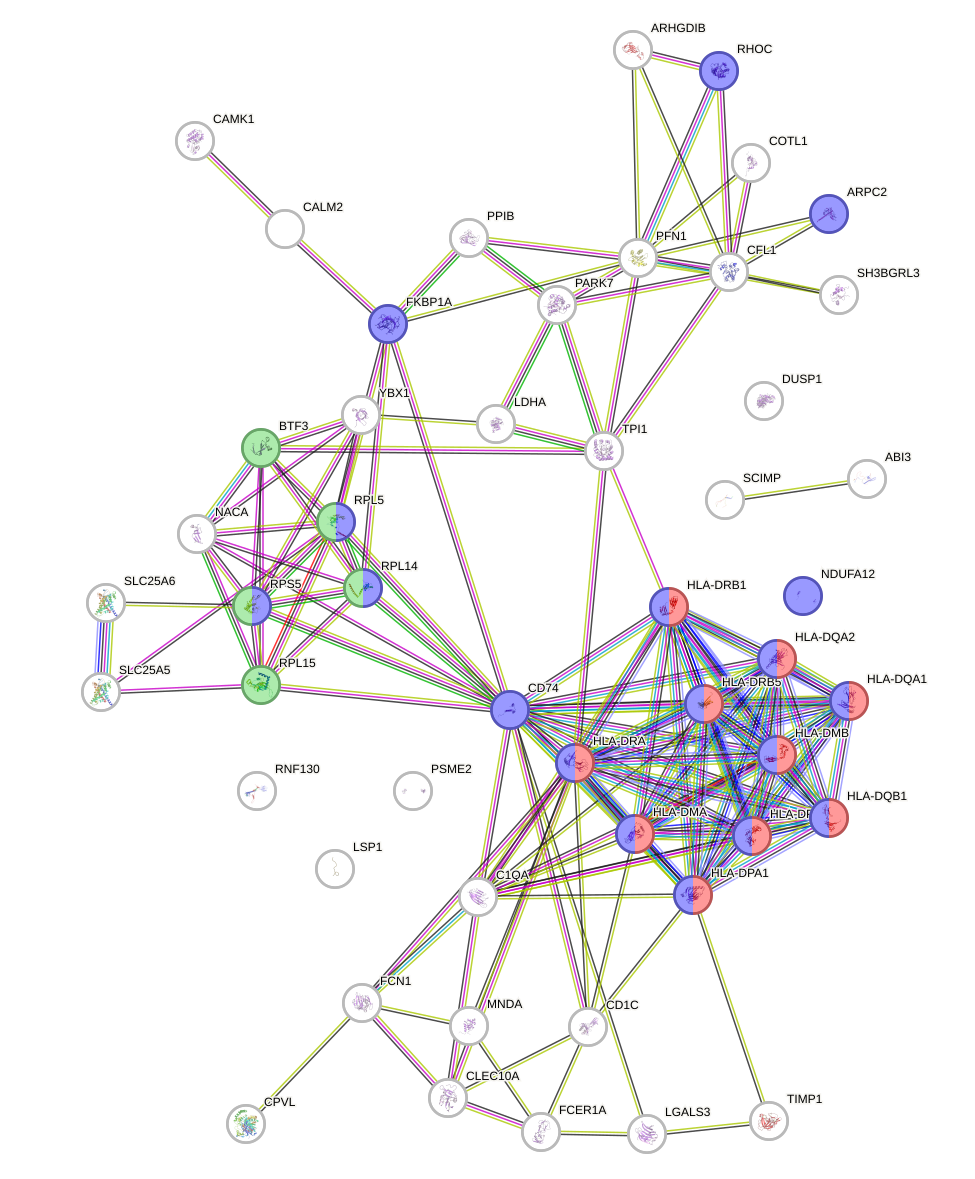 ARHGDIB
RHOC
CAMK1
COTL1
ARPC2
CALM2
PPIB
PFN1
CFL1
SH3BGRL3
PARK7
FKBP1A
DUSP1
YBX1
LDHA
BTF3
TPI1
ABI3
SCIMP
RPL5
NACA
RPL14
NDUFA12
SLC25A6
RPS5
HLA-DRB1
HLA-DQA2
RPL15
SLC25A5
HLA-DQA1
HLA-DRB5
CD74
HLA-DMB
HLA-DRA
RNF130
PSME2
HLA-DQB1
HLA-DMA
LSP1
HLA-DPA1
C1QA
FCN1
MNDA
CD1C
CLEC10A
CPVL
FCER1A
LGALS3
TIMP1